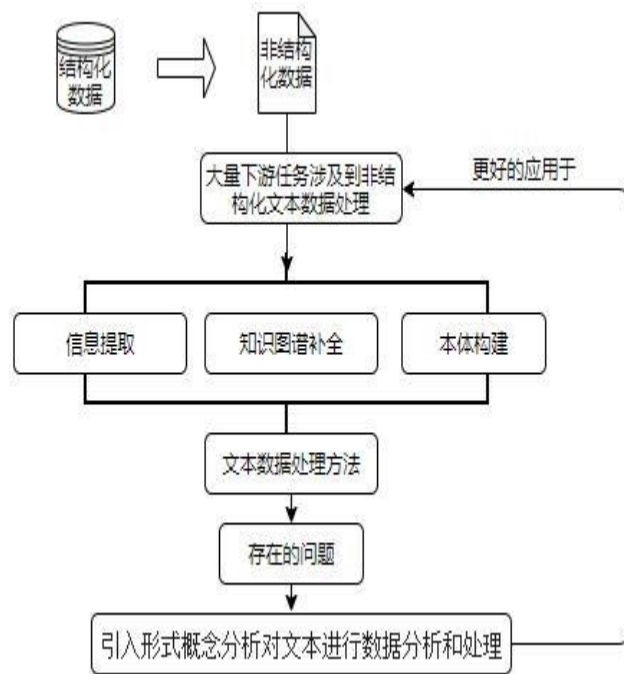 结构化
数据
非结构
化数据
大量下游任务涉及到非结
构化文本数据处理
更好的应用于
信息提取
知识图谱补全
本体构建
文本数据处理方法
存在的问题
引入形式概念分析对文本进行数据分析和处理